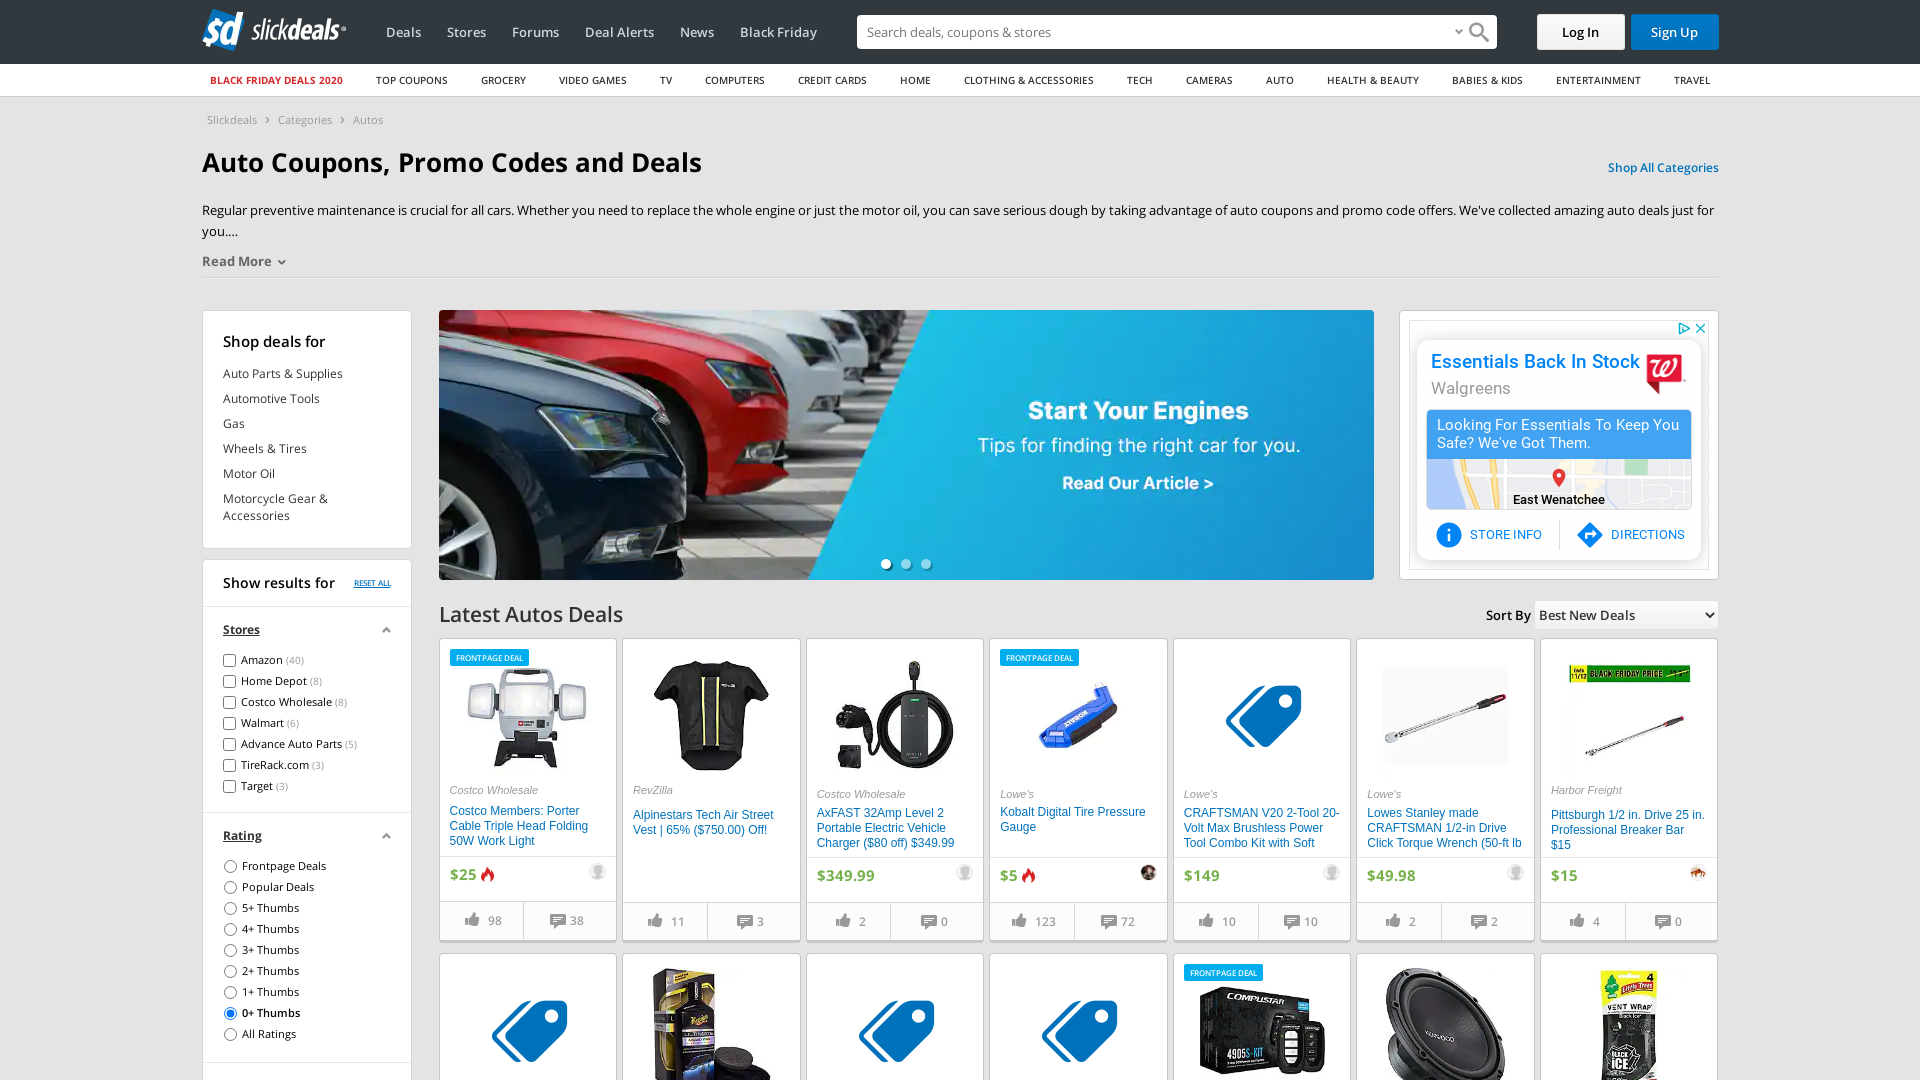 slickdeals
Deals Stores Forums Deal Alerts News Black Friday
Search deals, coupons & stores
Log In
Sign Up
BLACK FRIDAY DEALS 2020 TOP COUPONS GROCERY VIDEO GAMES TV COMPUTERS CREDIT CARDS HOME CLOTHING & ACCESSORIES TECH CAMERAS AUTO HEALTH & BEAUTY BABIES & KIDS ENTERTAINMENT TRAVEL
Slickdeals > Categories > Autos
Auto Coupons, Promo Codes and Deals
Shop All Categories
Regular preventive maintenance is crucial for all cars. Whether you need to replace the whole engine or just the motor oil, you can save serious dough by taking advantage of auto coupons and promo code offers. We've collected amazing auto deals just for
you.…
Read More
Shop deals for
Auto Parts & Supplies
Automotive Tools
Gas
Wheels & Tires
Motor Oil
Motorcycle Gear &
Accessories
Show results for
RESET ALL
Stores
Amazon (40)
Home Depot (8)
Costco Wholesale (8)
Walmart (6)
Advance Auto Parts (5)
TireRack.com (3)
Target (3)
Rating
Frontpage Deals
Popular Deals
5+ Thumbs
4+ Thumbs
3+ Thumbs
2+ Thumbs
1+ Thumbs
0+ Thumbs
All Ratings
Start Your Engines
Tips for finding the right car for you.
Read Our Article >
Essentials Back In Stock
Walgreens
Looking For Essentials To Keep You
Safe? We've Got Them.
East Wenatchee
STORE INFO
DIRECTIONS
Latest Autos Deals
Sort By Best New Deals
FRONTPAGE DEAL
Costco Wholesale
Costco Members: Porter
Cable Triple Head Folding
50W Work Light
$25
98
38
RevZilla
Alpinestars Tech Air Street
Vest | 65% ($750.00) Off!
11
3
Costco Wholesale
AxFAST 32Amp Level 2
Portable Electric Vehicle
Charger ($80 off) $349.99
$349.99
2
0
FRONTPAGE DEAL
KOBALT
Lowe's
Kobalt Digital Tire Pressure
Gauge
$5
123
72
Lowe's
CRAFTSMAN V20 2-Tool 20-
Volt Max Brushless Power
Tool Combo Kit with Soft
$149
10
10
Lowe's
Lowes Stanley made
CRAFTSMAN 1/2-in Drive
Click Torque Wrench (50-ft lb
$49.98
2
2
Ends
11/12
BLACK FRIDAY PRICE
Harbor Freight
Pittsburgh 1/2 in. Drive 25 in.
Professional Breaker Bar
$15
$15
4
0
FRONTPAGE DEAL
COMPUSTAR
4905S-KIT
KENWOOD
4
Little Trees
VENT WRAP
Black Ice
BLACK
ICE